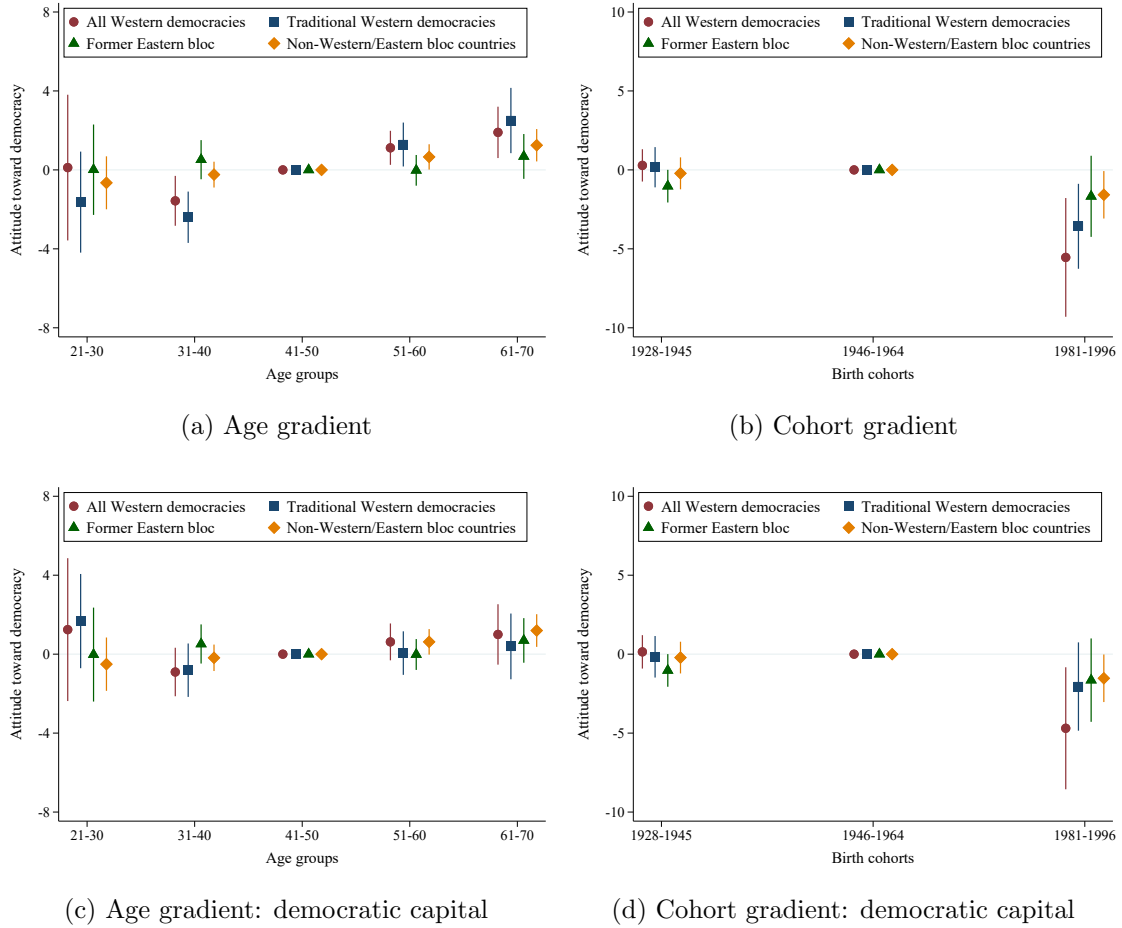 All Western democracies Traditional Western democracies
Former Eastern bloc Non-Western/Eastern bloc countries
Attitude toward democracy
8
4
0
-4
-8
21-30 31-40 41-50 51-60 61-70
Age groups
(a) Age gradient
All Western democracies Traditional Western democracies
Former Eastern bloc Non-Western/Eastern bloc countries
Attitude toward democracy
10
5
0
-5
-10
1928-1945 1946-1964 1981-1996
Birth cohorts
(b) Cohort gradient
All Western democracies Traditional Western democracies
Former Eastern bloc Non-Western/Eastern bloc countries
Attitude toward democracy
8
4
0
-4
-8
21-30 31-40 41-50 51-60 61-70
Age groups
(c) Age gradient: democratic capital
All Western democracies Traditional Western democracies
Former Eastern bloc Non-Western/Eastern bloc countries
Attitude toward democracy
10
5
0
-5
-10
1928-1945 1946-1964 1981-1996
Birth cohorts
(d) Cohort gradient: democratic capital